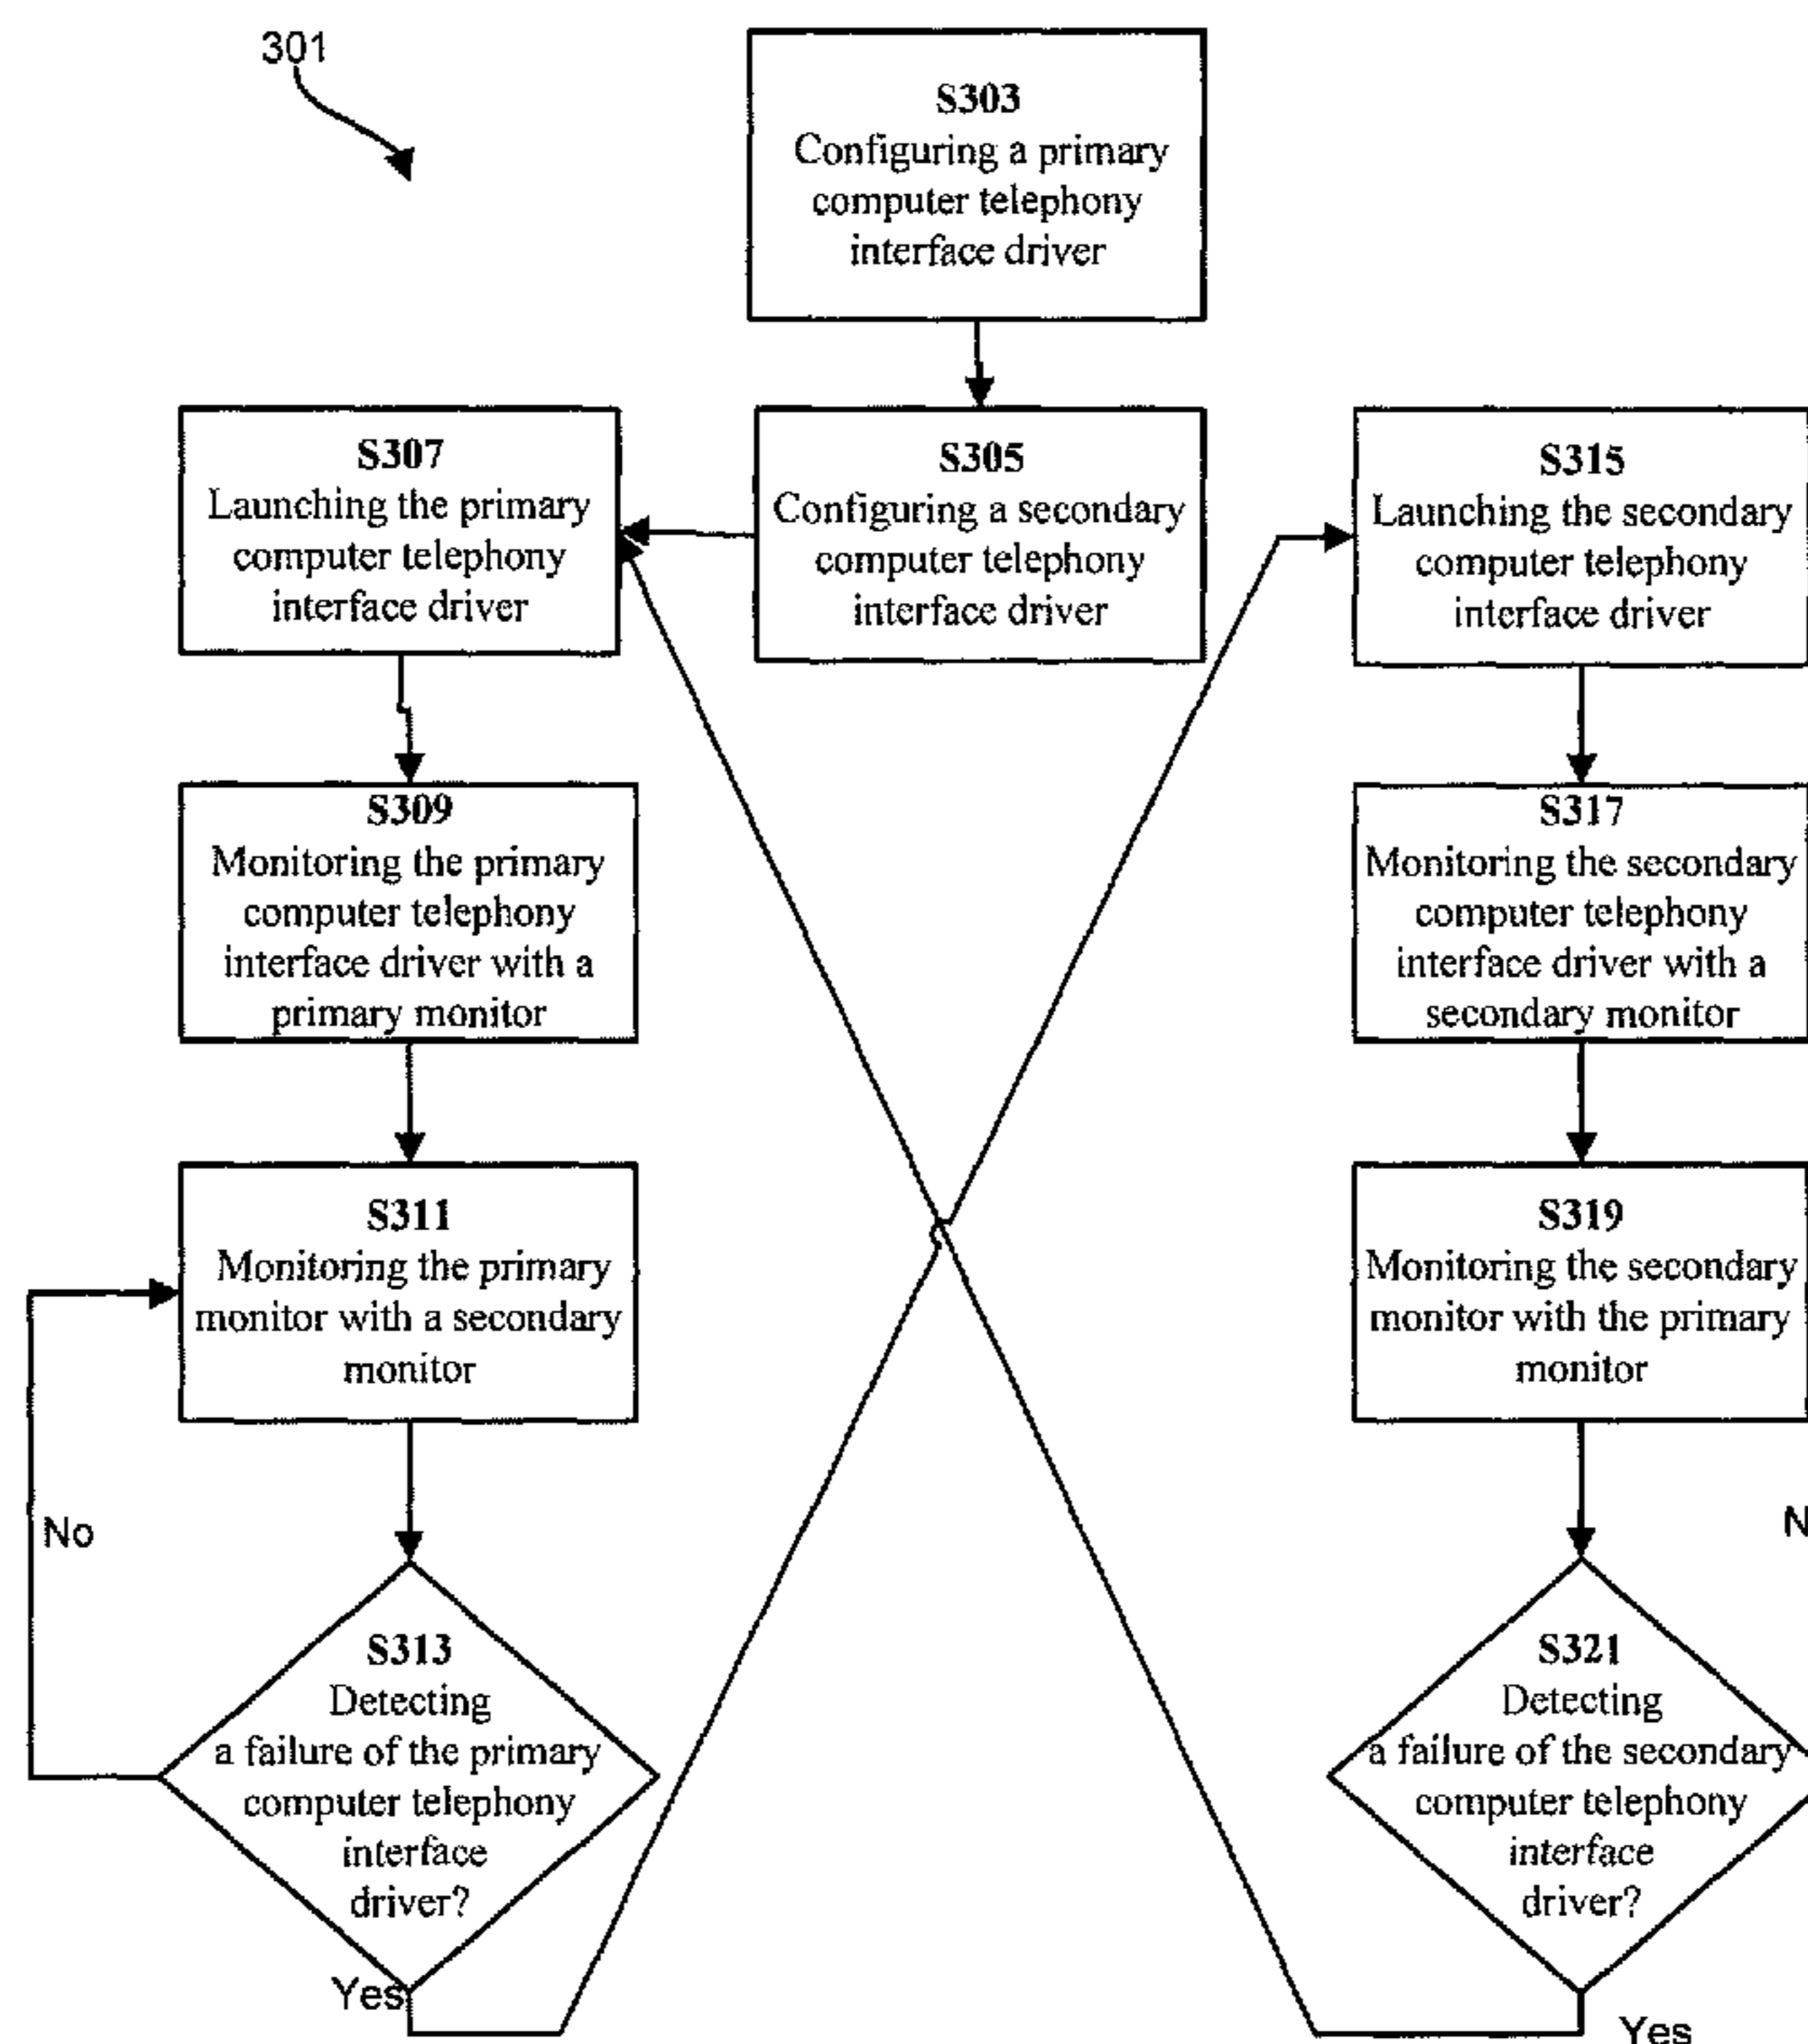 301
S303
Configuring a primary
computer telephony
interface driver
S307
Launching the primary
computer telephony
interface driver
S305
Configuring a secondary
computer telephony
interface driver
S315
Launching the secondary
computer telephony
interface driver
S309
Monitoring the primary
computer telephony
interface driver with a
primary monitor
S317
Monitoring the secondary
computer telephony
interface driver with a
secondary monitor
S311
Monitoring the primary
monitor with a secondary
monitor
S319
Monitoring the secondary
monitor with the primary
monitor
No
S313
Detecting
a failure of the primary
computer telephony
interface
driver?
Yes
S321
Detecting
a failure of the secondary
computer telephony
interface
driver?
Yes